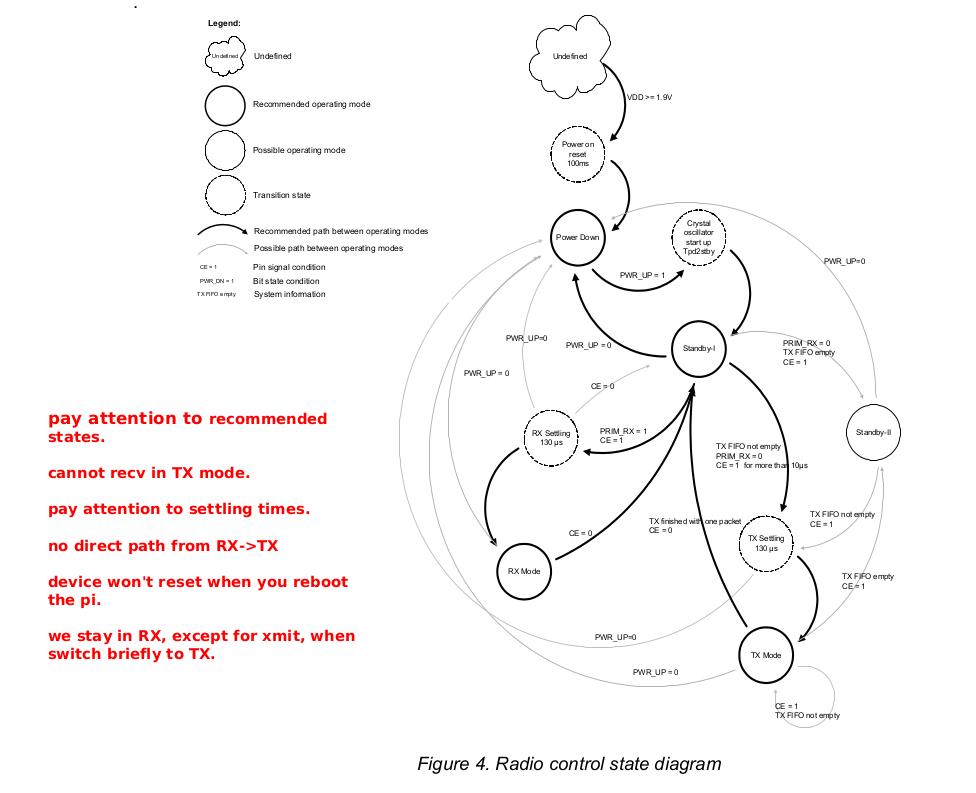 Legend:
Undefined
Undefined
Recommended operating mode
Possible operating mode
Transition state
Recommended path between operating modes
Possible path between operating modes
CE = 1
Pin signal condition
PWR_DN = 1
Bit state condition
TX FIFO empty
System information
Undefined
VDD >= 1.9V
Power on
reset
100ms
Power Down
Crystal
oscillator
start up
Tpd2stby
PWR_UP = 1
PWR_UP=0
PWR_UP=0
PWR_UP = 0
Standby-I
PRIM_RX = 0
TX FIFO empty
CE = 1
PWR_UP = 0
CE = 0
RX Settling
130 µs
PRIM_RX = 1
CE = 1
Standby-II
TX FIFO not empty
PRIM_RX = 0
CE = 1 for more than 10µs
TX finished with one packet
CE = 0
CE = 0
TX FIFO not empty
CE = 1
TX Settling
130 µs
RX Mode
TX FIFO empty
CE = 1
PWR_UP=0
TX Mode
PWR_UP = 0
CE = 1
TX FIFO not empty
pay attention to recommended
states.
cannot recv in TX mode.
pay attention to settling times.
no direct path from RX->TX
device won't reset when you reboot
the pi.
we stay in RX, except for xmit, when
switch briefly to TX.
Figure 4. Radio control state diagram